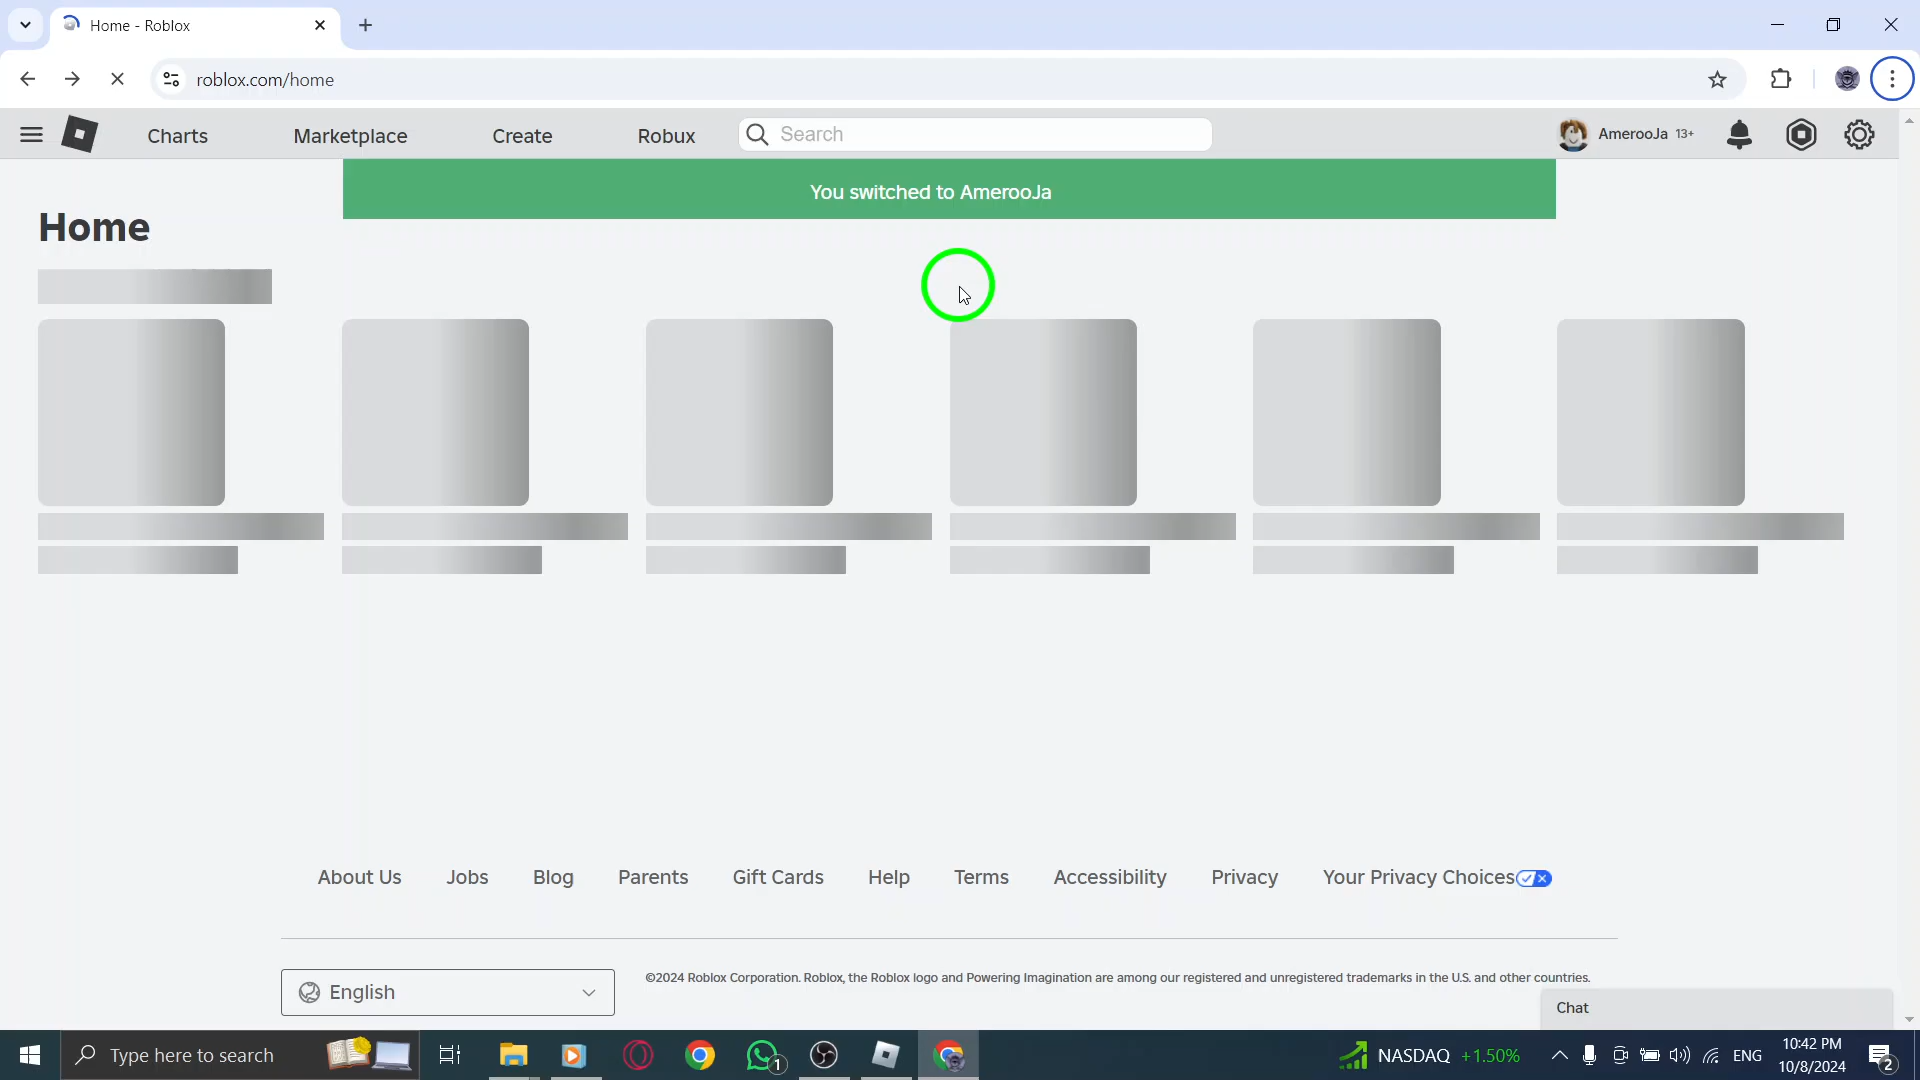 Home - Roblox
roblox.com/home
Charts Marketplace Create Robux Search AmerooJa 13+
You switched to AmerooJa
Home
About Us Jobs Blog Parents Gift Cards Help Terms Accessibility Privacy Your Privacy Choices
English
©2024 Roblox Corporation. Roblox, the Roblox logo and Powering Imagination are among our registered and unregistered trademarks in the U.S. and other countries.
Chat
Type here to search 1 NASDAQ +1.50% ENG 10:42 PM 10/8/2024 2